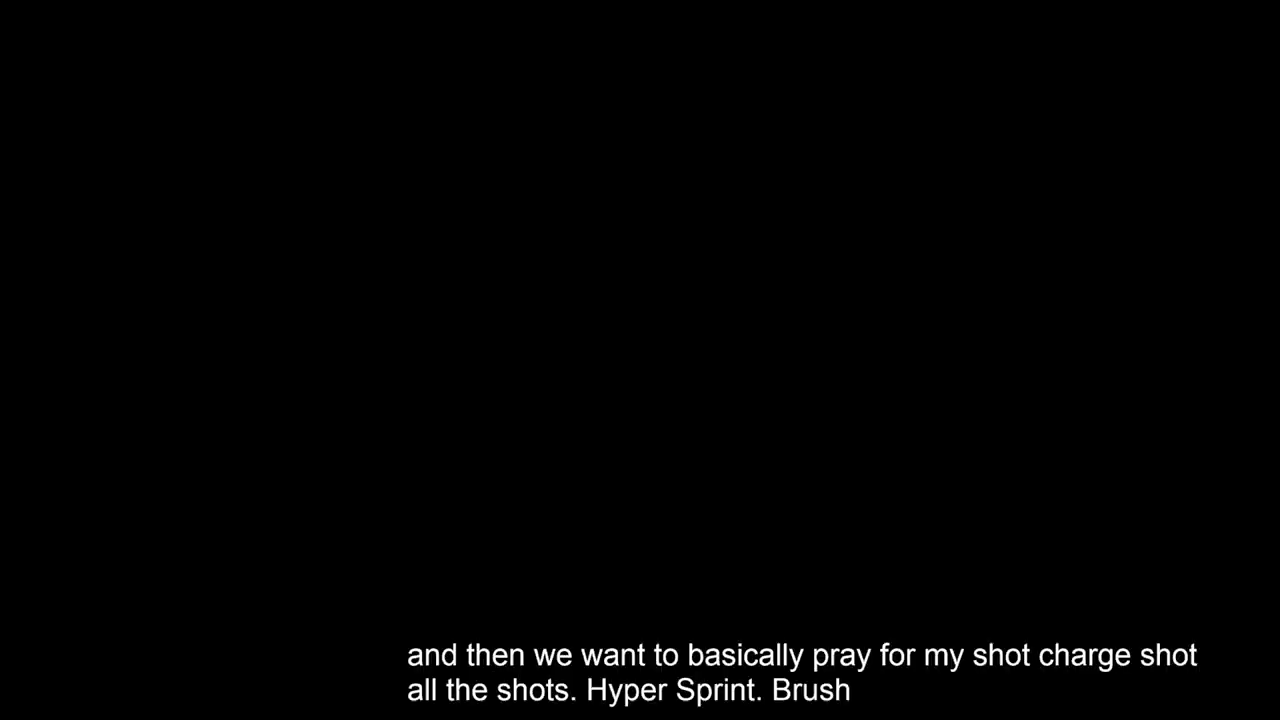 and then we want to basically pray for my shot charge shot
all the shots. Hyper Sprint. Brush